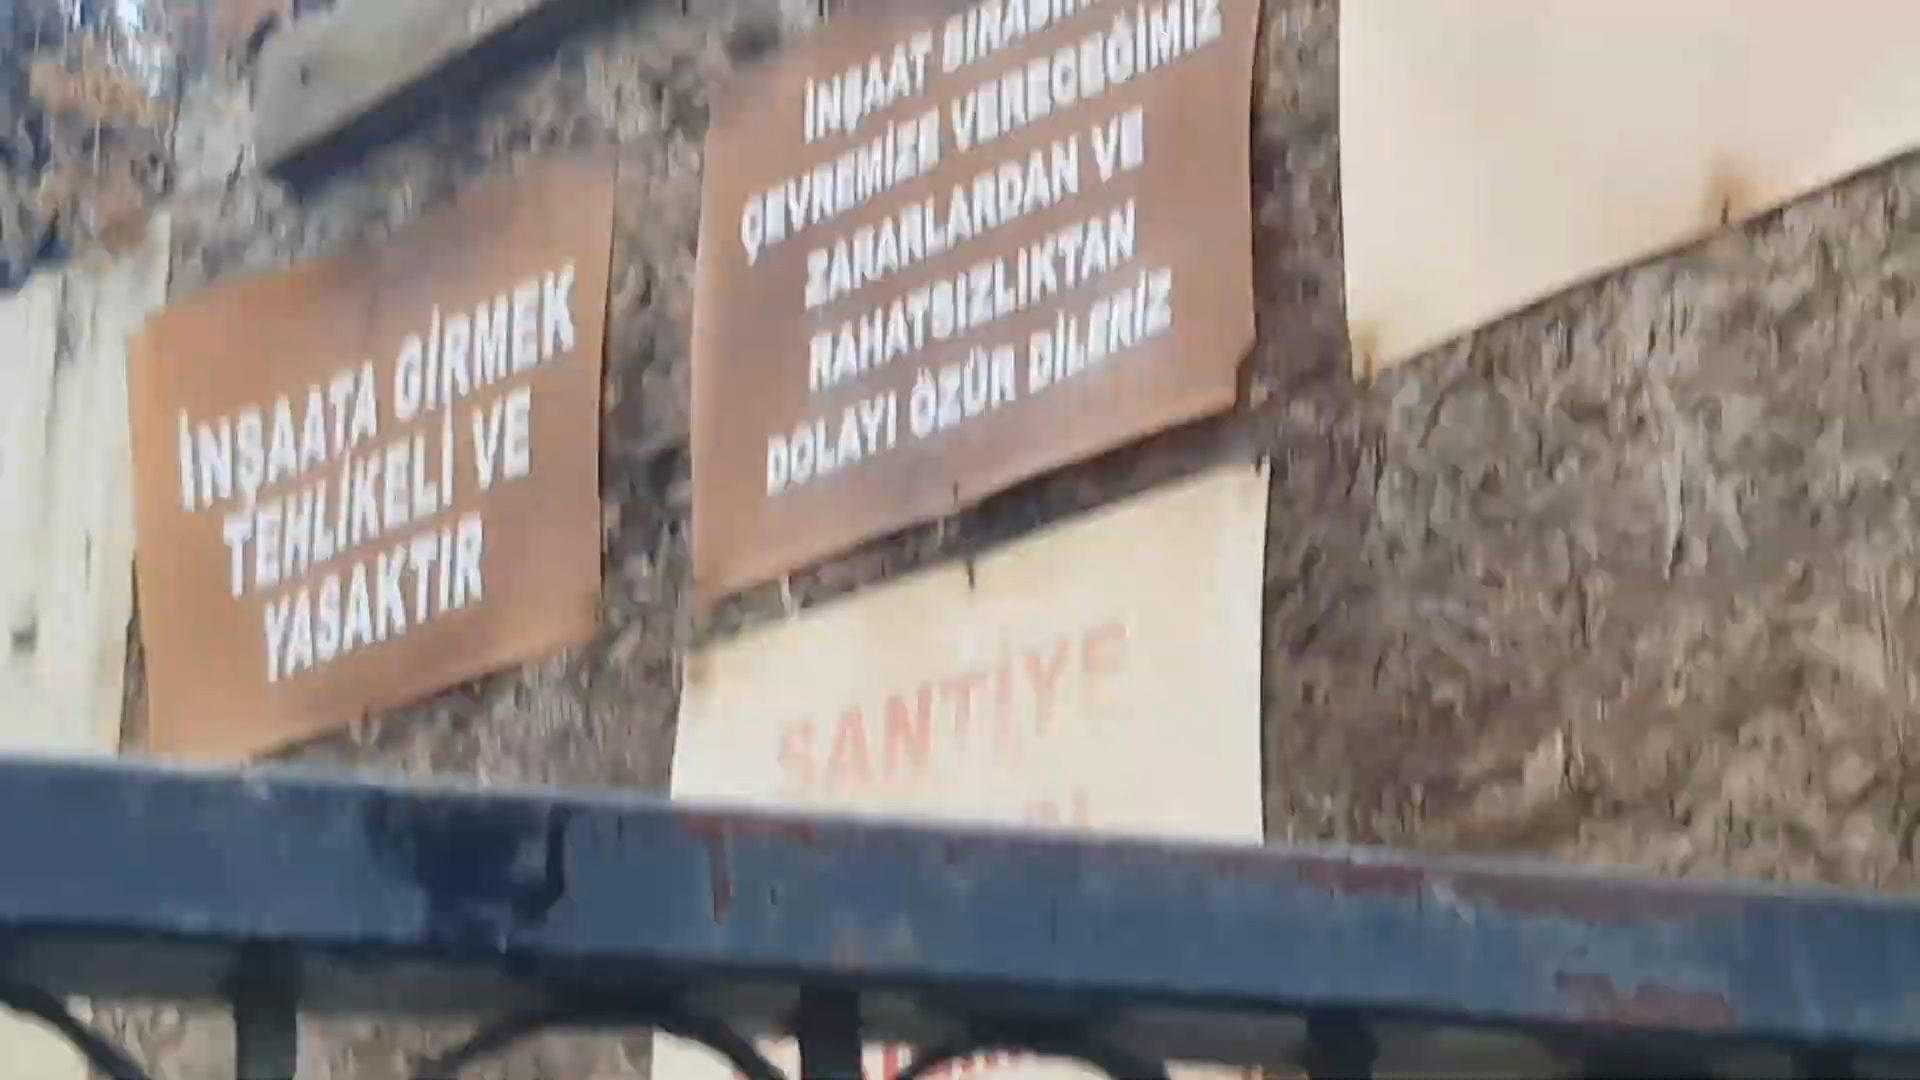 İNŞAATA GİRMEK
TEHLİKELİ VE
YASAKTIR
İNŞAAT
ÇEVREMİZE VERECEĞİMİZ
ZARARLARDAN VE
RAHATSIZLIKTAN
DOLAYI ÖZÜR DİLERİZ
ŞANTİYE